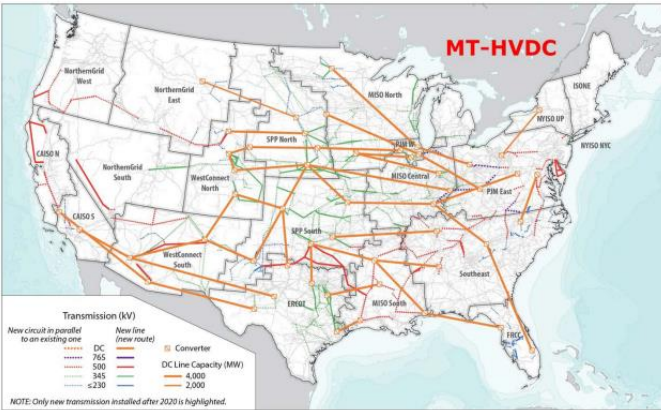 MT-HVDC
NorthernGrid
West
NorthernGrid
East
MISO North
ISONE
NYISO UP
NYISO NYC
SPP North
PJM W
CAISO N
NorthernGrid
South
WestConnect
North
MISO Central
PJM East
CAISO S
SPP South
WestConnect
South
Southeast
ERCOT
MISO South
FRCC
Transmission (kV)
New circuit in parallel
to an existing one
New line
(new route)
DC
765
500
345
≤230
Converter
DC Line Capacity (MW)
4,000
2,000
NOTE: Only new transmission installed after 2020 is highlighted.